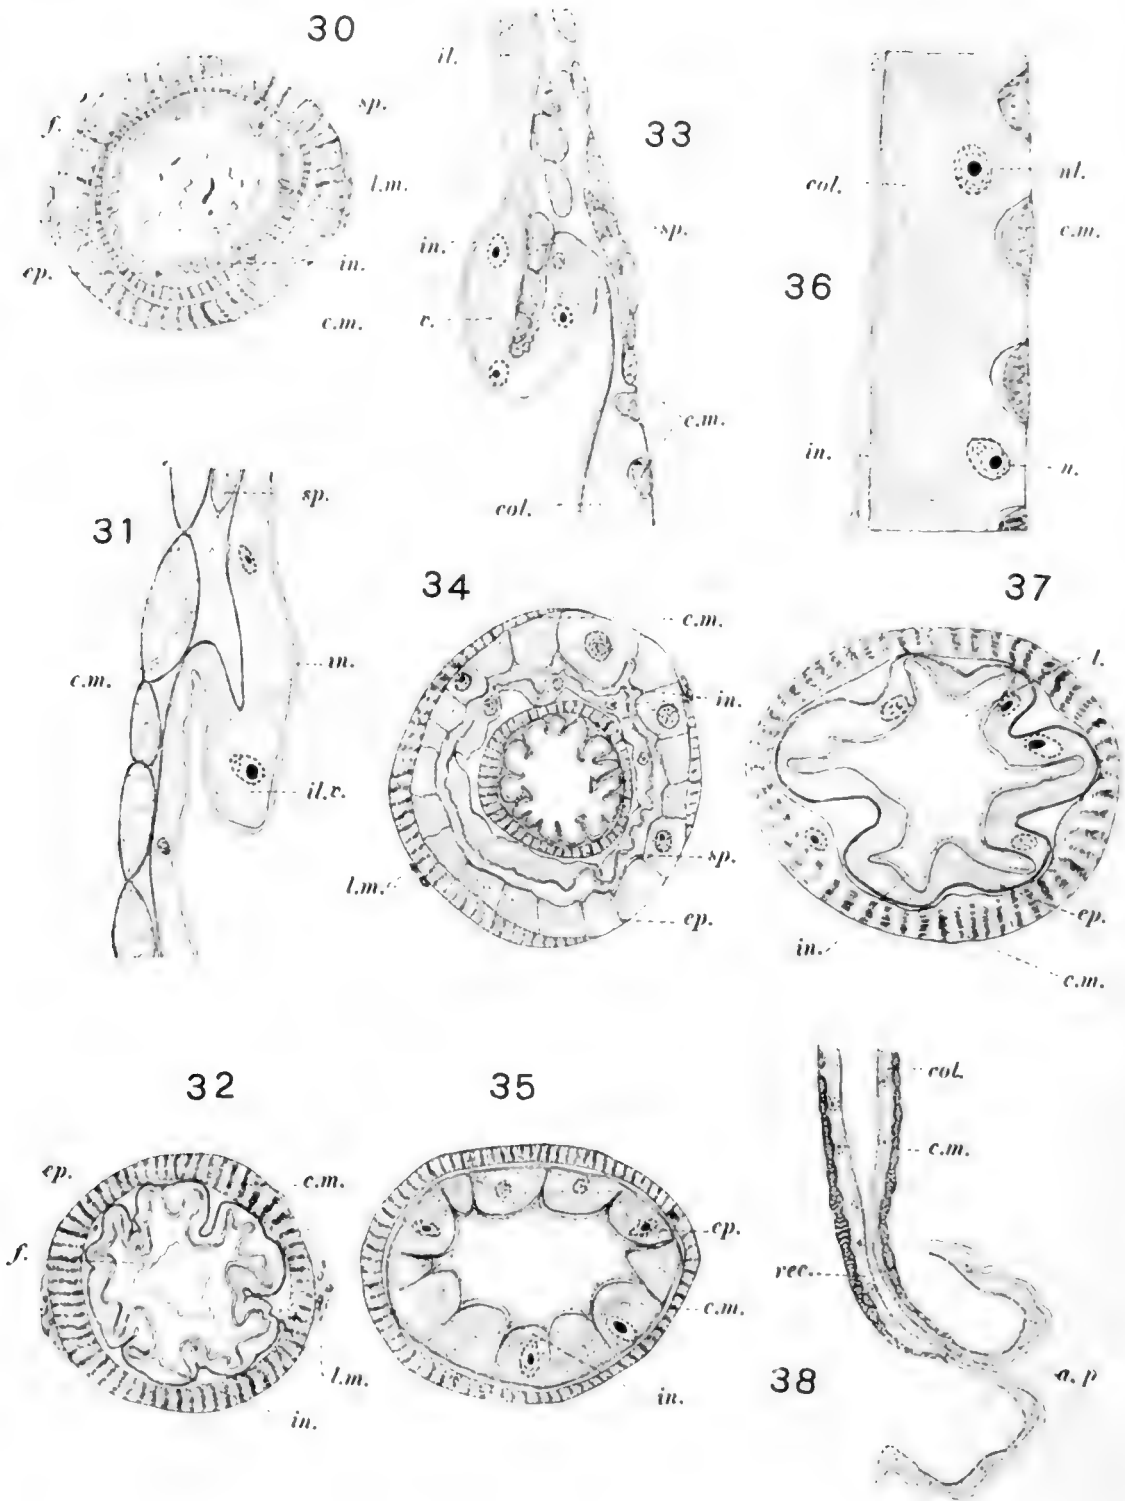 30
f.
sp.
l.m.
in.
c.m.
ep.
il.
33
in.
sp.
v.
c.m.
col.
36
col.
nl.
c.m.
in.
n.
31
sp.
c.m.
in.
il.v.
34
c.m.
in.
sp.
l.m.
ep.
37
l.
ep.
in.
c.m.
32
ep.
c.m.
f.
l.m.
in.
35
ep.
c.m.
in.
38
col.
c.m.
rec.
a.p